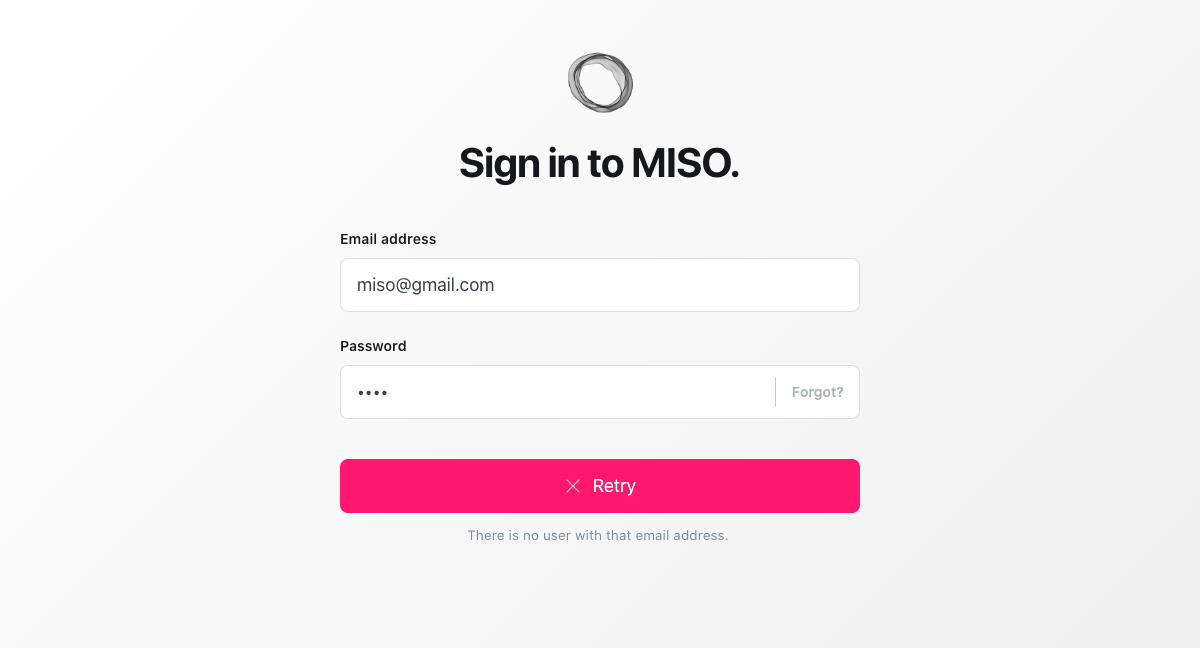 Sign in to MISO.
Email address
miso@gmail.com
Password
•••• Forgot?
Retry
There is no user with that email address.